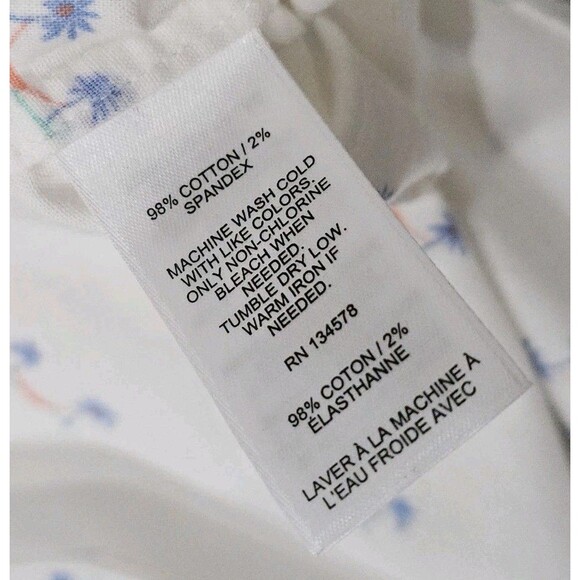 98% COTTON / 2%
SPANDEX
MACHINE WASH COLD
WITH LIKE COLORS.
ONLY NON-CHLORINE
BLEACH WHEN
NEEDED.
TUMBLE DRY LOW.
WARM IRON IF
NEEDED.
RN 134578
98% COTON / 2%
ÉLASTHANNE
LAVER À LA MACHINE À
L'EAU FROIDE AVEC